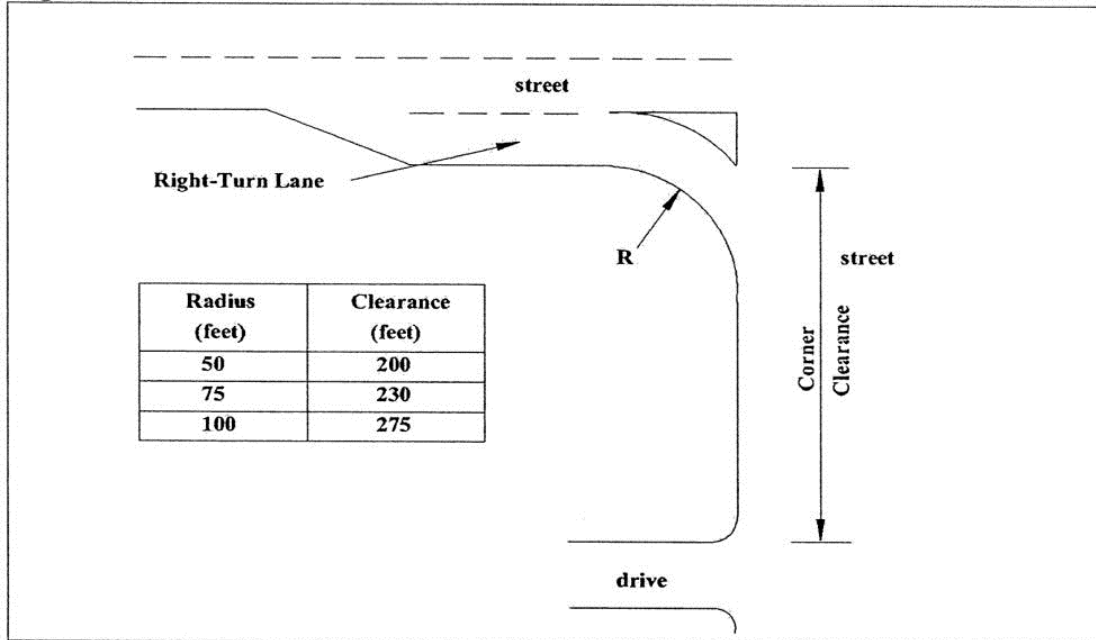 street
Right-Turn Lane
R
street
Radius
(feet)
Clearance
(feet)
50
200
75
230
100
275
Corner
Clearance
drive